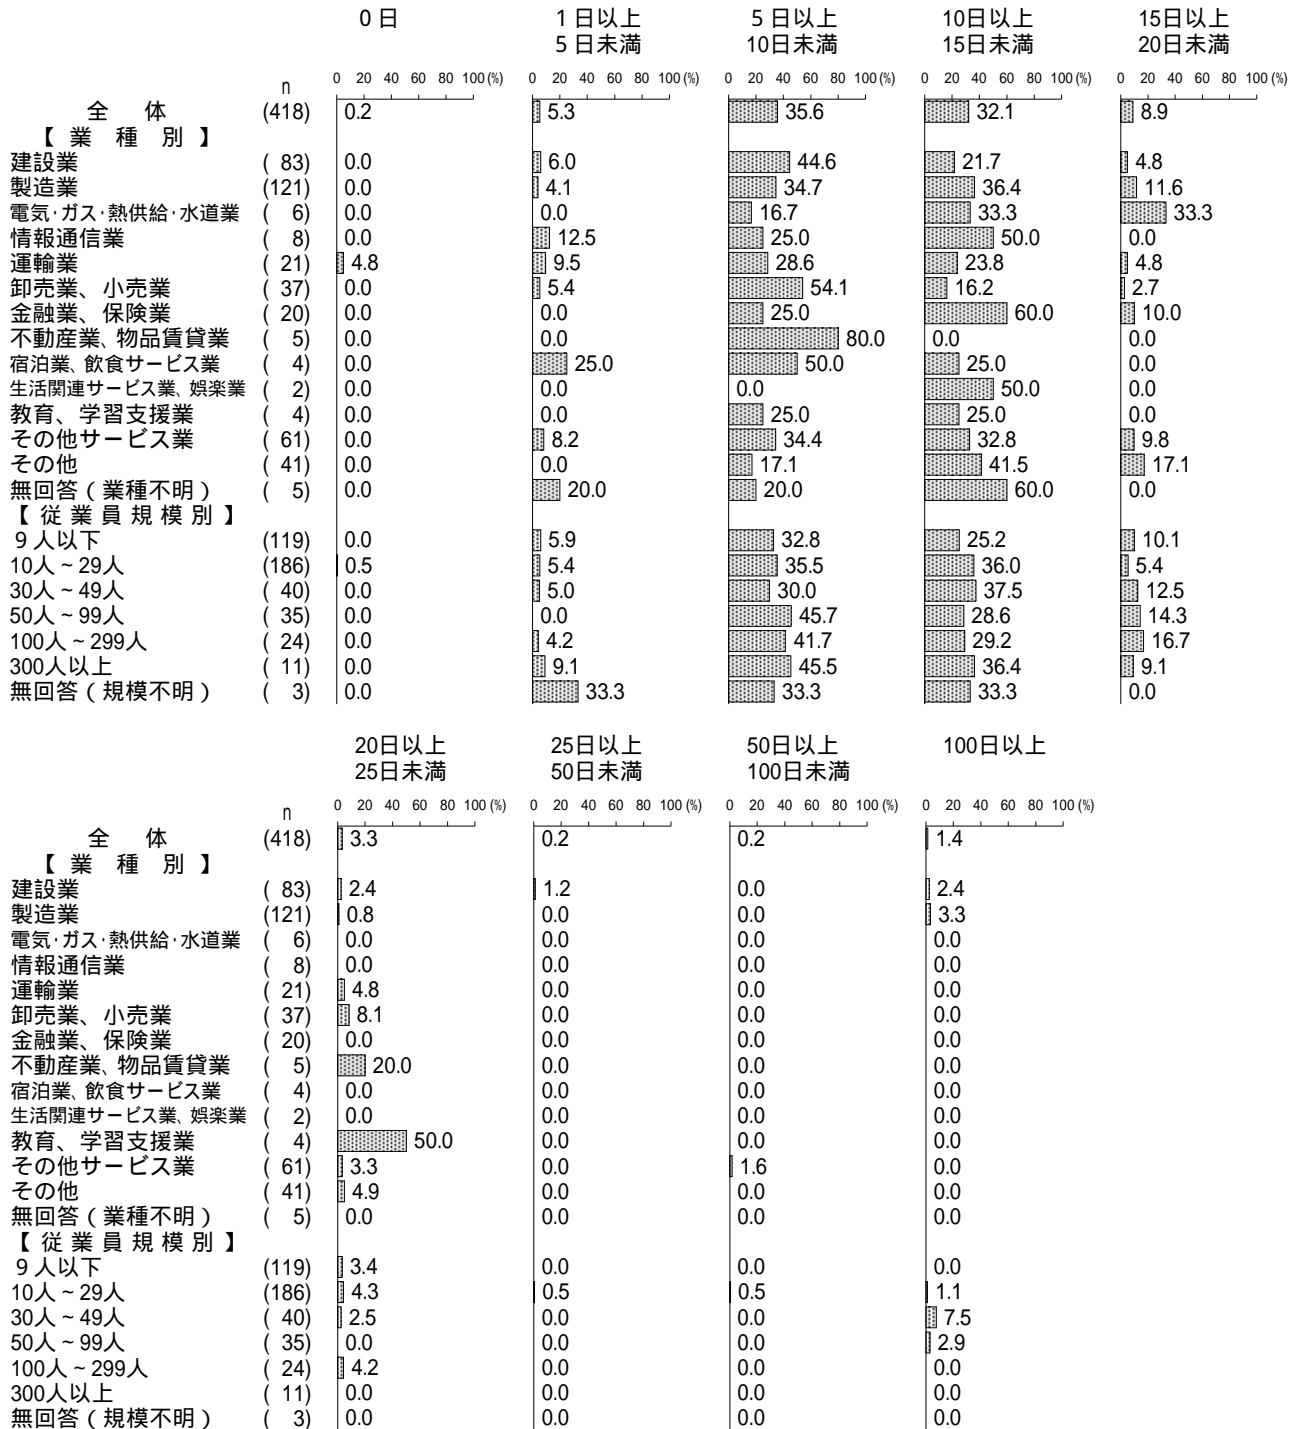 ０日 １日以上 ５日以上 10日以上 15日以上
５日未満 10日未満 15日未満 20日未満
n 0 20 40 60 80 100(%) 0 20 40 60 80 100(%) 0 20 40 60 80 100(%) 0 20 40 60 80 100(%) 0 20 40 60 80 100(%)
全　体 (418) 0.2 5.3 35.6 32.1 8.9
【業種別】
建設業 (83) 0.0 6.0 44.6 21.7 4.8
製造業 (121) 0.0 4.1 34.7 36.4 11.6
電気･ガス･熱供給･水道業 (6) 0.0 0.0 16.7 33.3 33.3
情報通信業 (8) 0.0 12.5 25.0 50.0 0.0
運輸業 (21) 4.8 9.5 28.6 23.8 4.8
卸売業、小売業 (37) 0.0 5.4 54.1 16.2 2.7
金融業、保険業 (20) 0.0 0.0 25.0 60.0 10.0
不動産業、物品賃貸業 (5) 0.0 0.0 80.0 0.0 0.0
宿泊業、飲食サービス業 (4) 0.0 25.0 50.0 25.0 0.0
生活関連サービス業、娯楽業 (2) 0.0 0.0 0.0 50.0 0.0
教育、学習支援業 (4) 0.0 0.0 25.0 25.0 0.0
その他サービス業 (61) 0.0 8.2 34.4 32.8 9.8
その他 (41) 0.0 0.0 17.1 41.5 17.1
無回答（業種不明） (5) 0.0 20.0 20.0 60.0 0.0
【従業員規模別】
９人以下 (119) 0.0 5.9 32.8 25.2 10.1
10人～29人 (186) 0.5 5.4 35.5 36.0 5.4
30人～49人 (40) 0.0 5.0 30.0 37.5 12.5
50人～99人 (35) 0.0 0.0 45.7 28.6 14.3
100人～299人 (24) 0.0 4.2 41.7 29.2 16.7
300人以上 (11) 0.0 9.1 45.5 36.4 9.1
無回答（規模不明） (3) 0.0 33.3 33.3 33.3 0.0
20日以上 25日以上 50日以上 100日以上
25日未満 50日未満 100日未満
n 0 20 40 60 80 100(%) 0 20 40 60 80 100(%) 0 20 40 60 80 100(%) 0 20 40 60 80 100(%)
全　体 (418) 3.3 0.2 0.2 1.4
【業種別】
建設業 (83) 2.4 1.2 0.0 2.4
製造業 (121) 0.8 0.0 0.0 3.3
電気･ガス･熱供給･水道業 (6) 0.0 0.0 0.0 0.0
情報通信業 (8) 0.0 0.0 0.0 0.0
運輸業 (21) 4.8 0.0 0.0 0.0
卸売業、小売業 (37) 8.1 0.0 0.0 0.0
金融業、保険業 (20) 0.0 0.0 0.0 0.0
不動産業、物品賃貸業 (5) 20.0 0.0 0.0 0.0
宿泊業、飲食サービス業 (4) 0.0 0.0 0.0 0.0
生活関連サービス業、娯楽業 (2) 0.0 0.0 0.0 0.0
教育、学習支援業 (4) 50.0 0.0 0.0 0.0
その他サービス業 (61) 3.3 0.0 1.6 0.0
その他 (41) 4.9 0.0 0.0 0.0
無回答（業種不明） (5) 0.0 0.0 0.0 0.0
【従業員規模別】
９人以下 (119) 3.4 0.0 0.0 0.0
10人～29人 (186) 4.3 0.5 0.5 1.1
30人～49人 (40) 2.5 0.0 0.0 7.5
50人～99人 (35) 0.0 0.0 0.0 2.9
100人～299人 (24) 4.2 0.0 0.0 0.0
300人以上 (11) 0.0 0.0 0.0 0.0
無回答（規模不明） (3) 0.0 0.0 0.0 0.0